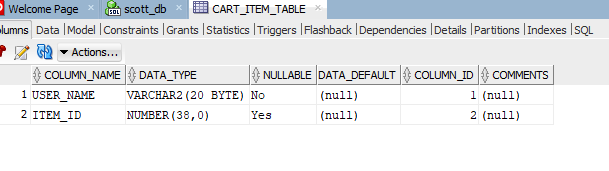 Welcome Page scott_db CART_ITEM_TABLE
Columns Data Model Constraints Grants Statistics Triggers Flashback Dependencies Details Partitions Indexes SQL
Actions...
COLUMN_NAME DATA_TYPE NULLABLE DATA_DEFAULT COLUMN_ID COMMENTS
1 USER_NAME VARCHAR2(20 BYTE) No (null) 1 (null)
2 ITEM_ID NUMBER(38,0) Yes (null) 2 (null)